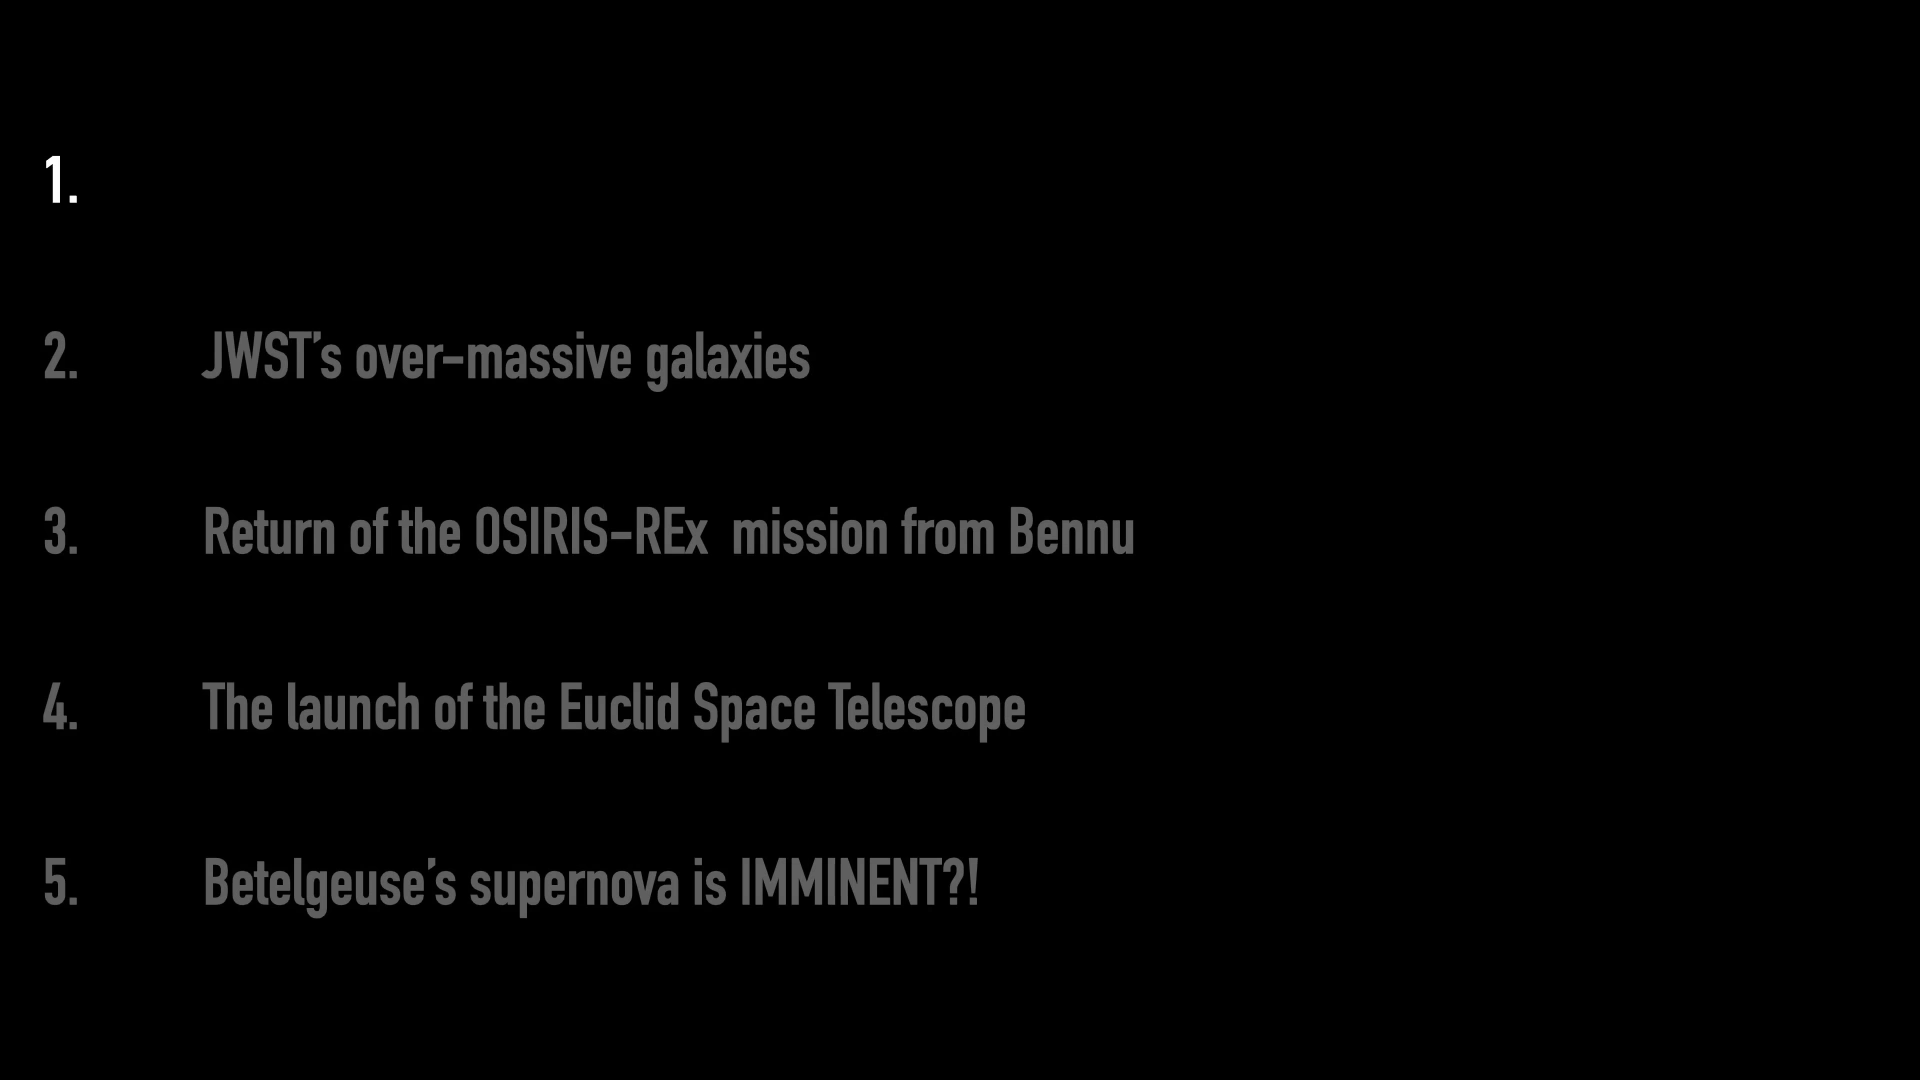 1.
2. JWST’s over-massive galaxies
3. Return of the OSIRIS-REx  mission from Bennu
4. The launch of the Euclid Space Telescope
5. Betelgeuse’s supernova is IMMINENT?!